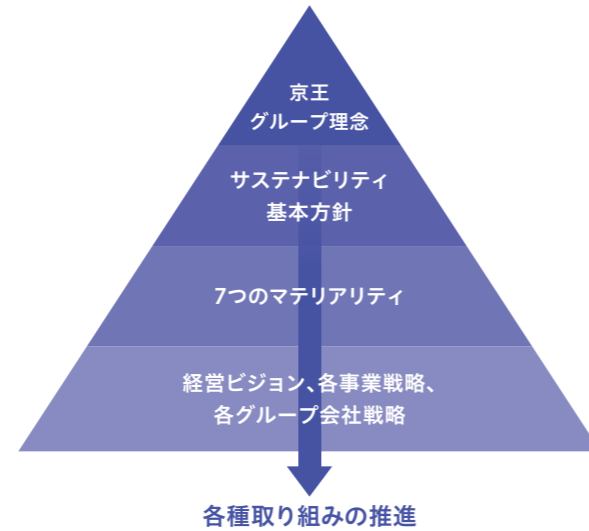 京王
グループ理念
サステナビリティ
基本方針
7つのマテリアリティ
経営ビジョン、各事業戦略、
各グループ会社戦略
各種取り組みの推進